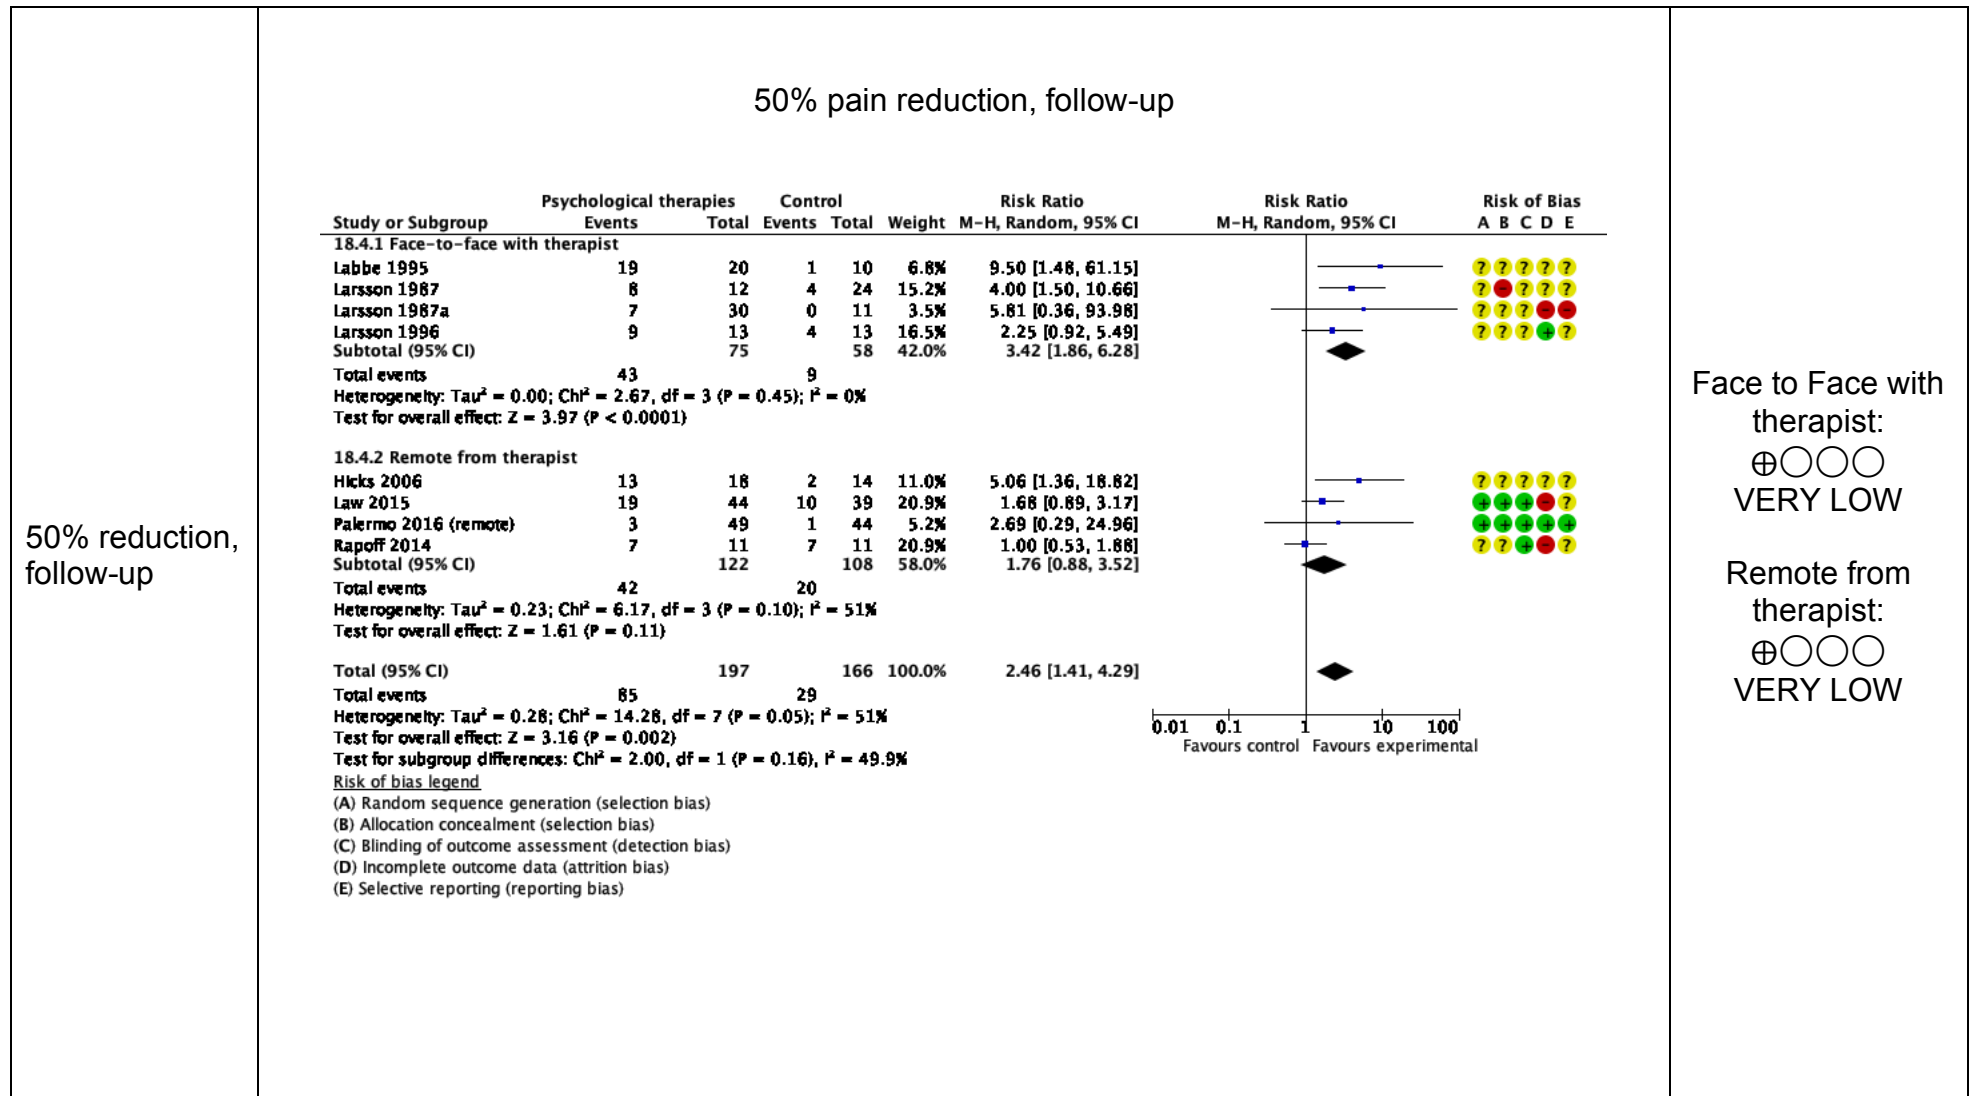 50% reduction,
follow-up
50% pain reduction, follow-up
Psychological therapies Control Risk Ratio Risk Ratio Risk of Bias
Study or Subgroup Events Total Events Total Weight M-H, Random, 95% CI M-H, Random, 95% CI A B C D E
18.4.1 Face-to-face with therapist
Labbe 1995 19 20 1 10 6.8% 9.50 [1.48, 61.15] ? ? ? ? ?
Larsson 1987 8 12 4 24 15.2% 4.00 [1.50, 10.66] ? - ? ? ?
Larsson 1987a 7 30 0 11 3.5% 5.81 [0.36, 93.98] ? ? ? - -
Larsson 1996 9 13 4 13 16.5% 2.25 [0.92, 5.49] ? ? ? + ?
Subtotal (95% CI) 75 58 42.0% 3.42 [1.86, 6.28]
Total events 43 9
Heterogeneity: Tau² = 0.00; Chi² = 2.67, df = 3 (P = 0.45); I² = 0%
Test for overall effect: Z = 3.97 (P < 0.0001)
18.4.2 Remote from therapist
Hicks 2006 13 18 2 14 11.0% 5.06 [1.36, 18.82] ? ? ? ? ?
Law 2015 19 44 10 39 20.9% 1.68 [0.89, 3.17] + + + - ?
Palermo 2016 (remote) 3 49 1 44 5.2% 2.69 [0.29, 24.96] + + + + +
Rapoff 2014 7 11 7 11 20.9% 1.00 [0.53, 1.88] ? ? + - ?
Subtotal (95% CI) 122 108 58.0% 1.76 [0.88, 3.52]
Total events 42 20
Heterogeneity: Tau² = 0.23; Chi² = 6.17, df = 3 (P = 0.10); I² = 51%
Test for overall effect: Z = 1.61 (P = 0.11)
Total (95% CI) 197 166 100.0% 2.46 [1.41, 4.29]
Total events 85 29
Heterogeneity: Tau² = 0.28; Chi² = 14.28, df = 7 (P = 0.05); I² = 51%
Test for overall effect: Z = 3.16 (P = 0.002)
Test for subgroup differences: Chi² = 2.00, df = 1 (P = 0.16), I² = 49.9%
0.01 0.1 1 10 100
Favours control Favours experimental
Risk of bias legend
(A) Random sequence generation (selection bias)
(B) Allocation concealment (selection bias)
(C) Blinding of outcome assessment (detection bias)
(D) Incomplete outcome data (attrition bias)
(E) Selective reporting (reporting bias)
Face to Face with
therapist:
⊕◯◯◯
VERY LOW
Remote from
therapist:
⊕◯◯◯
VERY LOW